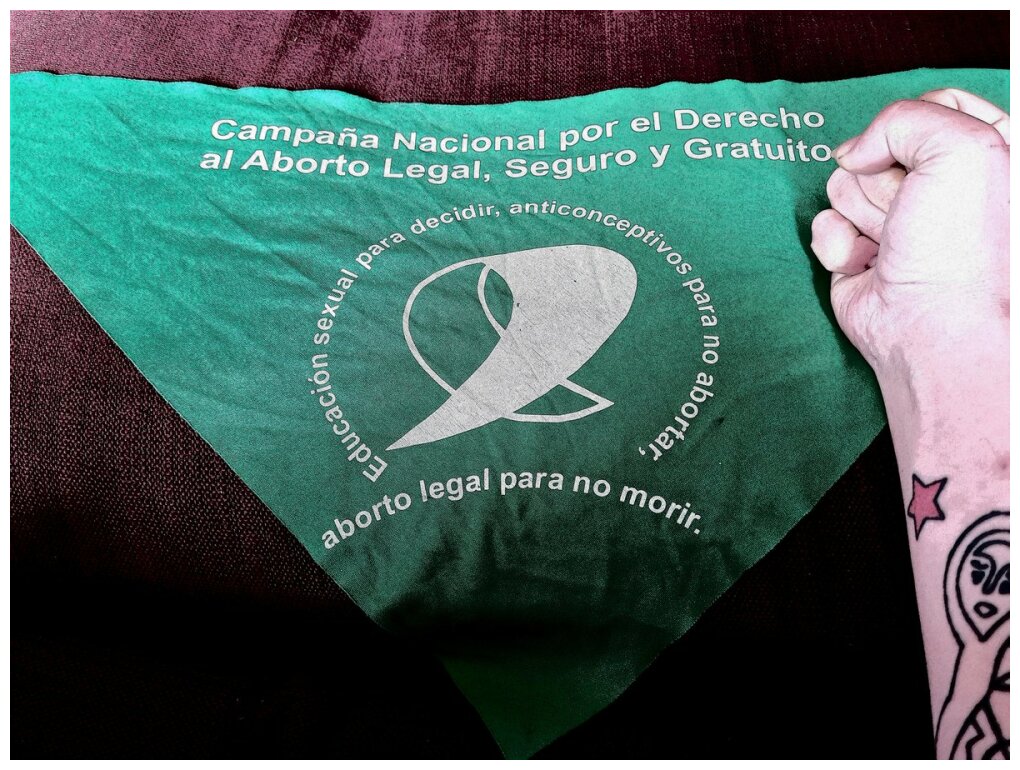 Campaña Nacional por el Derecho
al Aborto Legal, Seguro y Gratuito
Educación sexual para decidir, anticonceptivos para no abortar,
aborto legal para no morir.